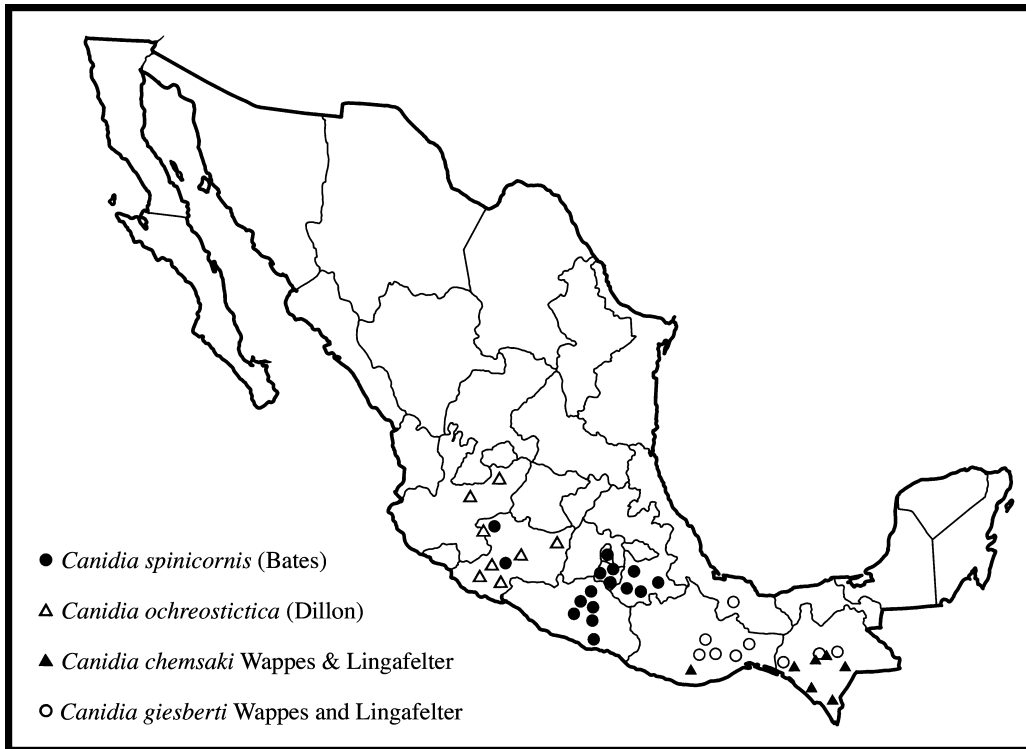 Canidia spinicornis (Bates)
Canidia ochreostictica (Dillon)
Canidia chemsaki Wappes & Lingafelter
Canidia giesberti Wappes and Lingafelter